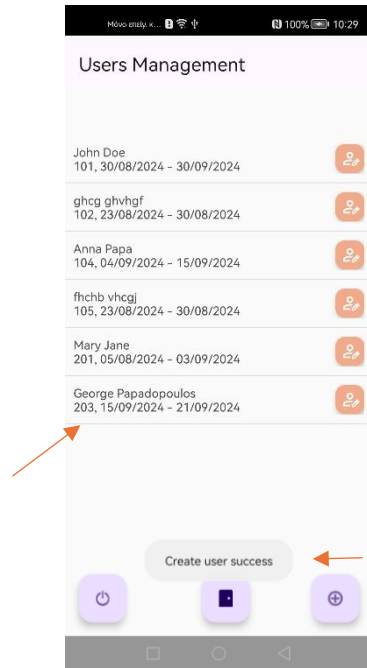 Μόνο επείγ. κ... 100% 10:29
Users Management
John Doe
101, 30/08/2024 - 30/09/2024
ghcg ghvhgf
102, 23/08/2024 - 30/08/2024
Anna Papa
104, 04/09/2024 - 15/09/2024
fhchb vhcgj
105, 23/08/2024 - 30/08/2024
Mary Jane
201, 05/08/2024 - 03/09/2024
George Papadopoulos
203, 15/09/2024 - 21/09/2024
Create user success